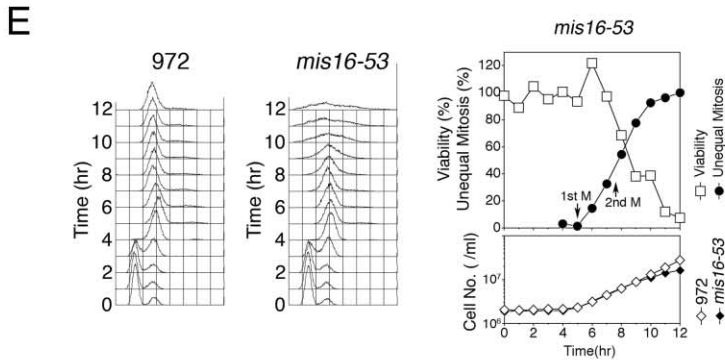 E
972
mis16-53
Time (hr)
12
10
8
6
4
2
0
Time (hr)
12
10
8
6
4
2
0
mis16-53
Viability (%)
Unequal Mitosis (%)
120
100
80
60
40
20
0
1st M
2nd M
Viability
Unequal Mitosis
Cell No. ( /ml)
10⁷
10⁶
0 2 4 6 8 10 12
Time(hr)
972
mis16-53